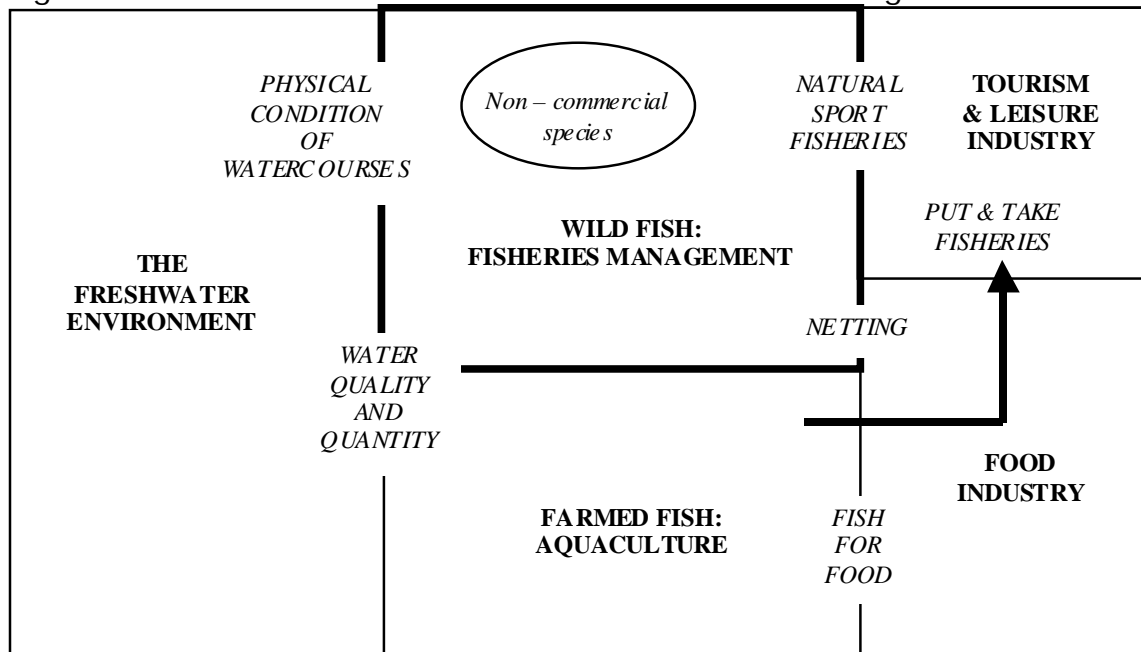 PHYSICAL
CONDITION
OF
WATERCOURSES
Non – commercial
species
NATURAL
SPORT
FISHERIES
TOURISM
& LEISURE
INDUSTRY
PUT & TAKE
FISHERIES
WILD FISH:
FISHERIES MANAGEMENT
THE
FRESHWATER
ENVIRONMENT
NETTING
WATER
QUALITY
AND
QUANTITY
FOOD
INDUSTRY
FARMED FISH:
AQUACULTURE
FISH
FOR
FOOD